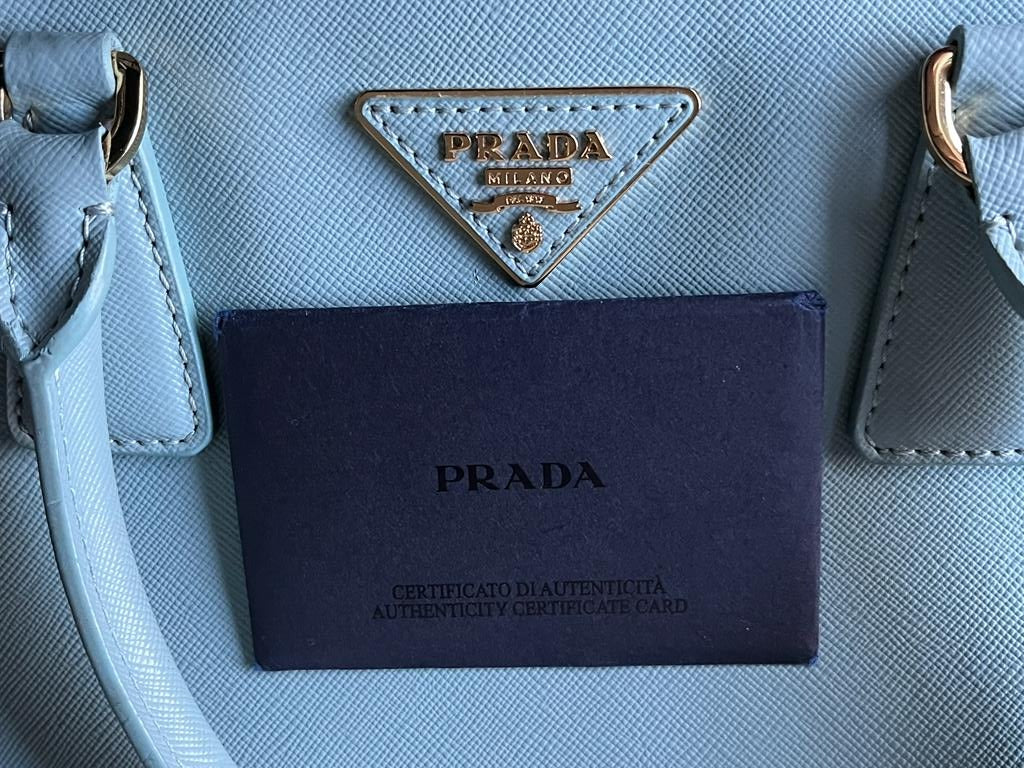 PRADA
MILANO
PRADA
CERTIFICATO DI AUTENTICITÀ
AUTHENTICITY CERTIFICATE CARD